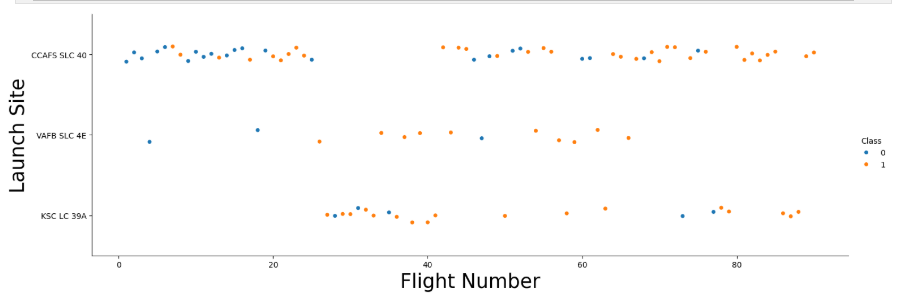 Launch Site
CCAFS SLC 40
VAFB SLC 4E
KSC LC 39A
0
20
40
60
80
Flight Number
Class
0
1